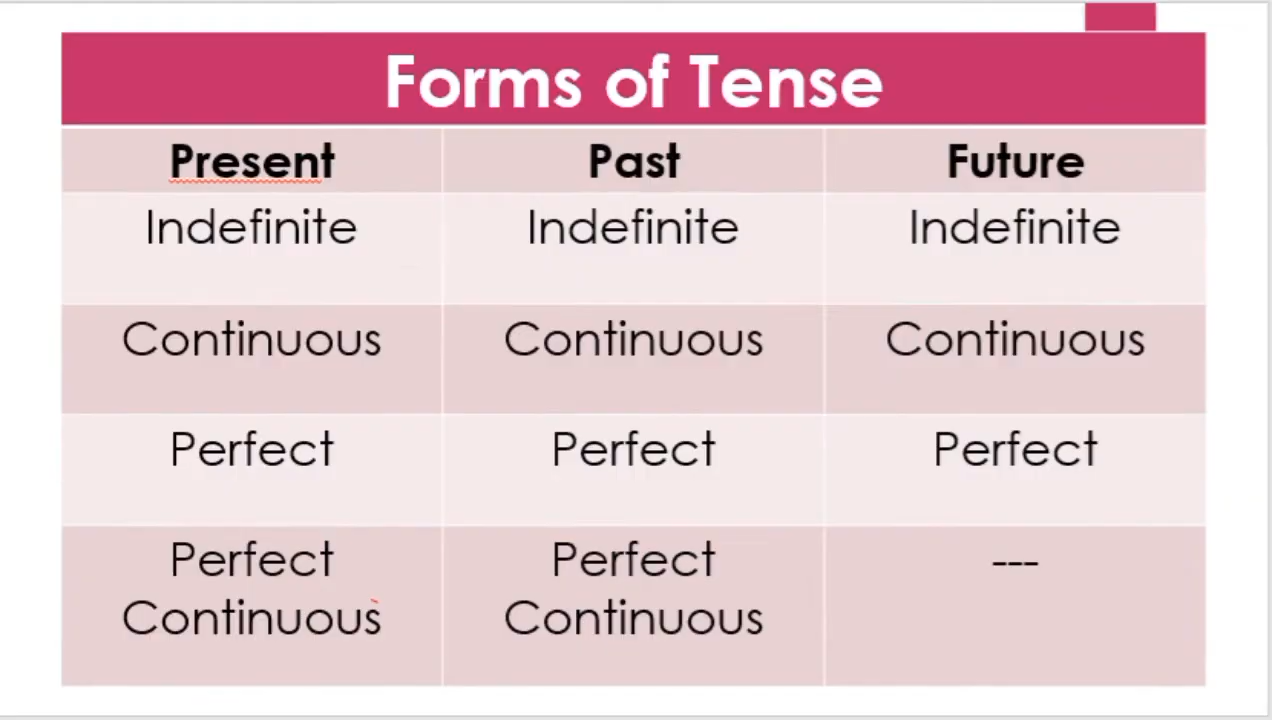 Forms of Tense
Present Past Future
Indefinite Indefinite Indefinite
Continuous Continuous Continuous
Perfect Perfect Perfect
Perfect Perfect ---
Continuous Continuous